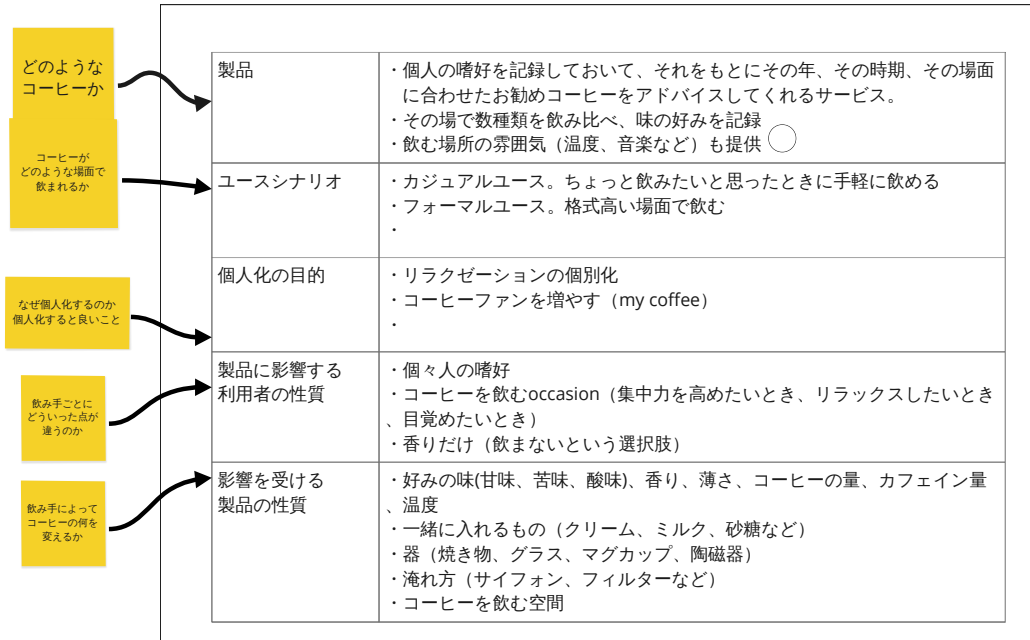 どのような
コーヒーか
コーヒーが
どのような場面で
飲まれるか
なぜ個人化するのか
個人化すると良いこと
飲み手ごとに
どういった点が
違うのか
飲み手によって
コーヒーの何を
変えるか
製品
・個人の嗜好を記録しておいて、それをもとにその年、その時期、その場面
に合わせたお勧めコーヒーをアドバイスしてくれるサービス。
・その場で数種類を飲み比べ、味の好みを記録
・飲む場所の雰囲気（温度、音楽など）も提供
ユースシナリオ
・カジュアルユース。ちょっと飲みたいと思ったときに手軽に飲める
・フォーマルユース。格式高い場面で飲む
・
個人化の目的
・リラクゼーションの個別化
・コーヒーファンを増やす（my coffee）
・
製品に影響する
利用者の性質
・個々人の嗜好
・コーヒーを飲むoccasion（集中力を高めたいとき、リラックスしたいとき
、目覚めたいとき）
・香りだけ（飲まないという選択肢）
影響を受ける
製品の性質
・好みの味(甘味、苦味、酸味)、香り、薄さ、コーヒーの量、カフェイン量
、温度
・一緒に入れるもの（クリーム、ミルク、砂糖など）
・器（焼き物、グラス、マグカップ、陶磁器）
・淹れ方（サイフォン、フィルターなど）
・コーヒーを飲む空間